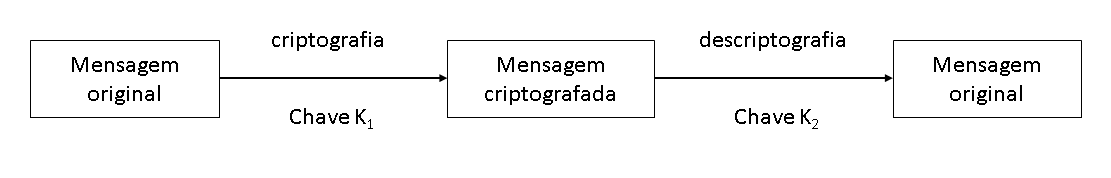 criptografia
descriptografia
Mensagem
original
Mensagem
criptografada
Mensagem
original
Chave K₁
Chave K₂